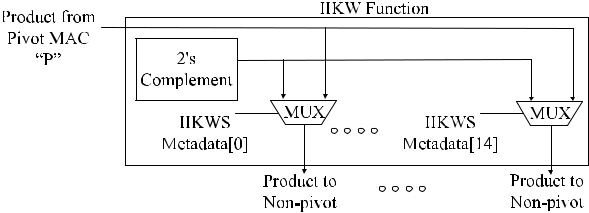 IIKW Function
Product from
Pivot MAC
“P”
2's
Complement
MUX
MUX
IIKWS
Metadata[0]
IIKWS
Metadata[14]
Product to
Non-pivot
Product to
Non-pivot